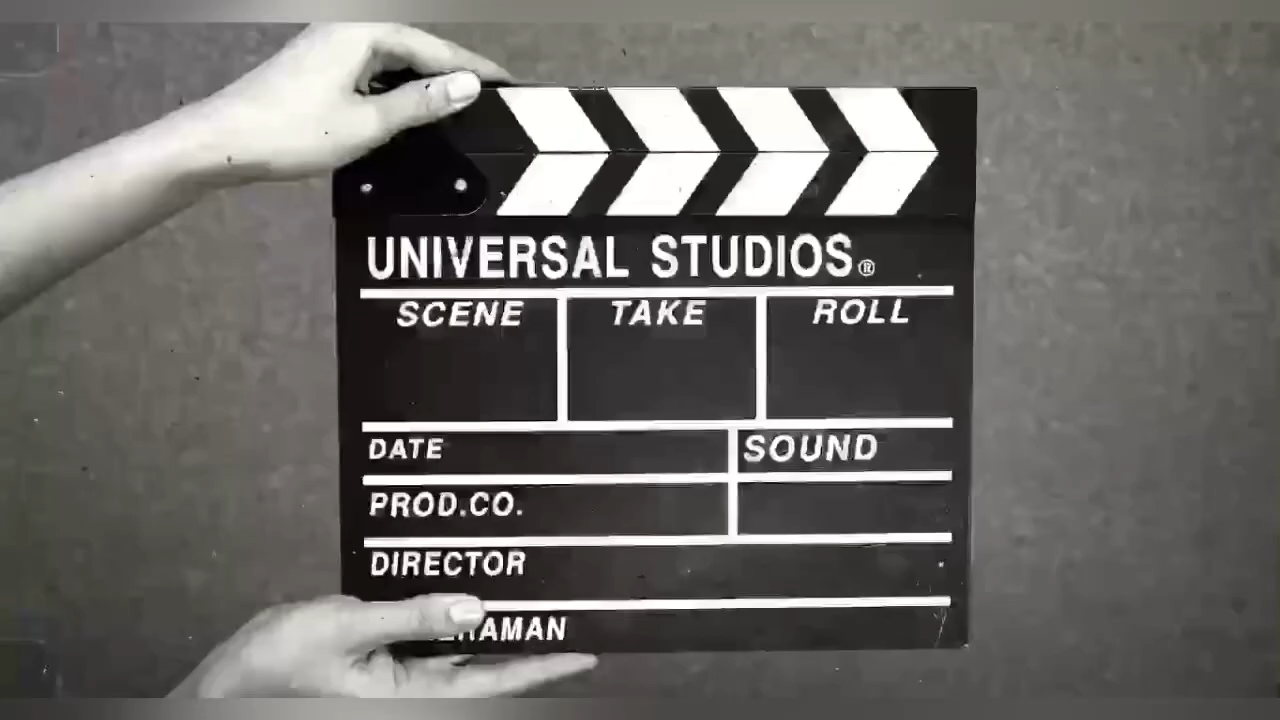 UNIVERSAL STUDIOS®
SCENE TAKE ROLL
DATE SOUND
PROD.CO.
DIRECTOR